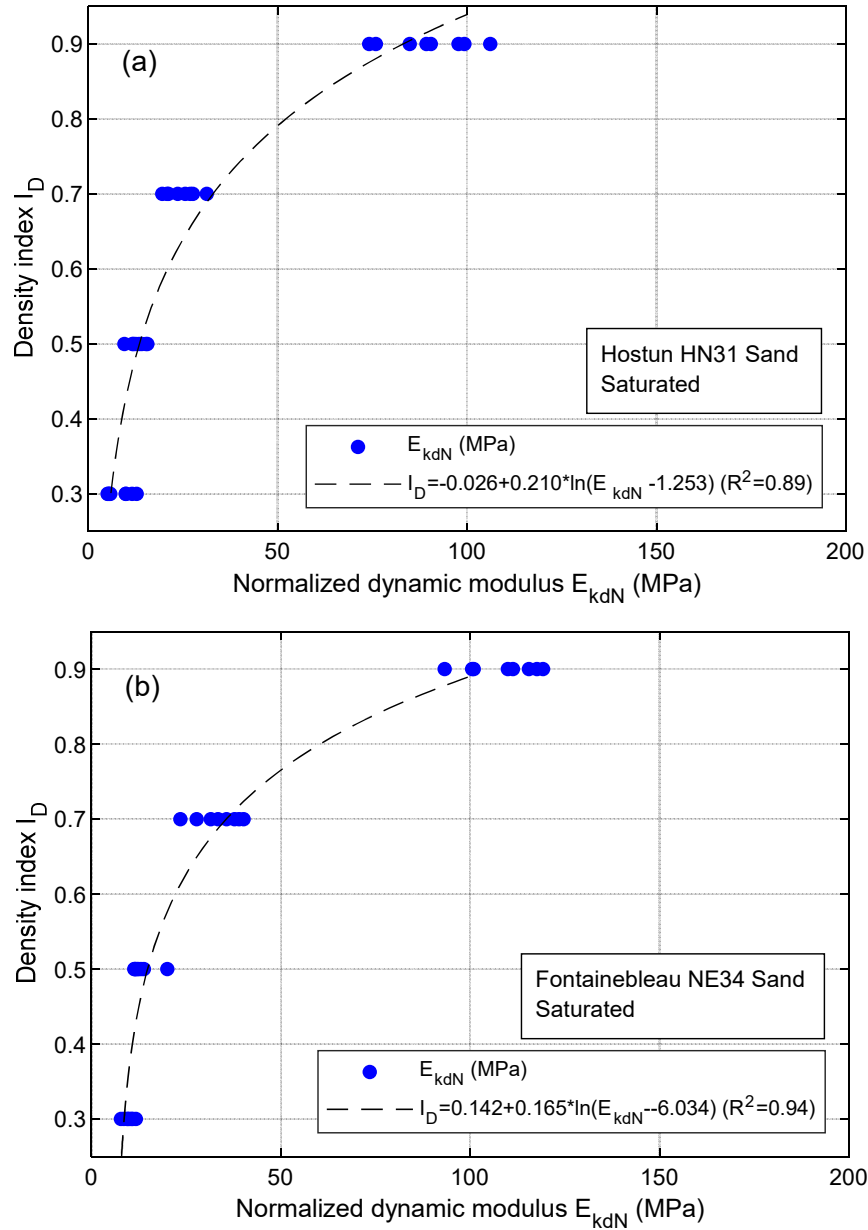 (a)
0.9
0.8
0.7
0.6
0.5
0.4
0.3
Density index I_D
Hostun HN31 Sand
Saturated
E_kdN (MPa)
I_D=-0.026+0.210*ln(E_kdN -1.253) (R^2=0.89)
0 50 100 150 200
Normalized dynamic modulus E_kdN (MPa)
(b)
0.9
0.8
0.7
0.6
0.5
0.4
0.3
Density index I_D
Fontainebleau NE34 Sand
Saturated
E_kdN (MPa)
I_D=0.142+0.165*ln(E_kdN--6.034) (R^2=0.94)
0 50 100 150 200
Normalized dynamic modulus E_kdN (MPa)